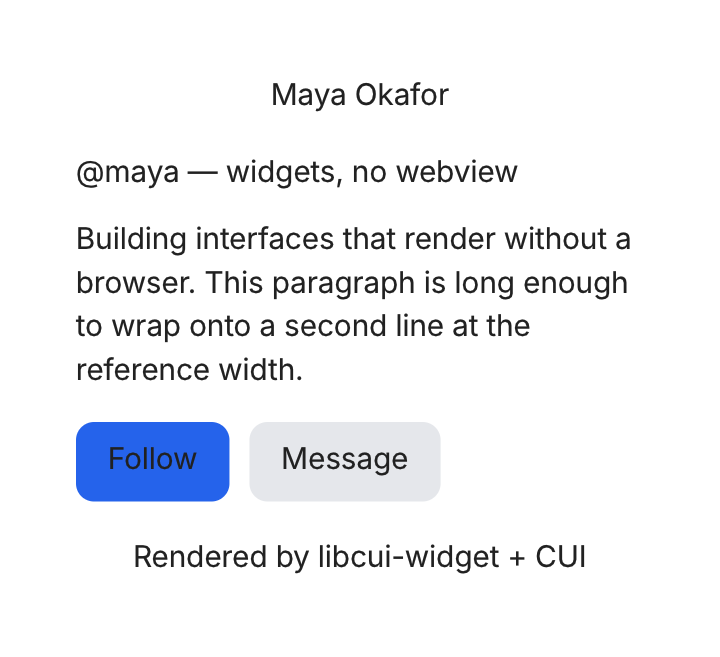 Maya Okafor
@maya — widgets, no webview
Building interfaces that render without a
browser. This paragraph is long enough
to wrap onto a second line at the
reference width.
Follow Message
Rendered by libcui-widget + CUI